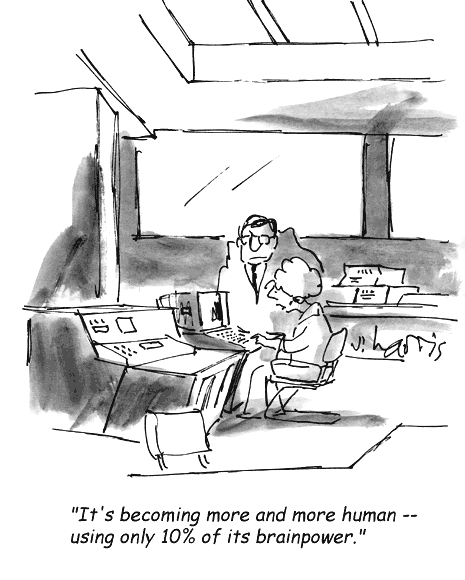 s. harris
"It's becoming more and more human --
using only 10% of its brainpower."